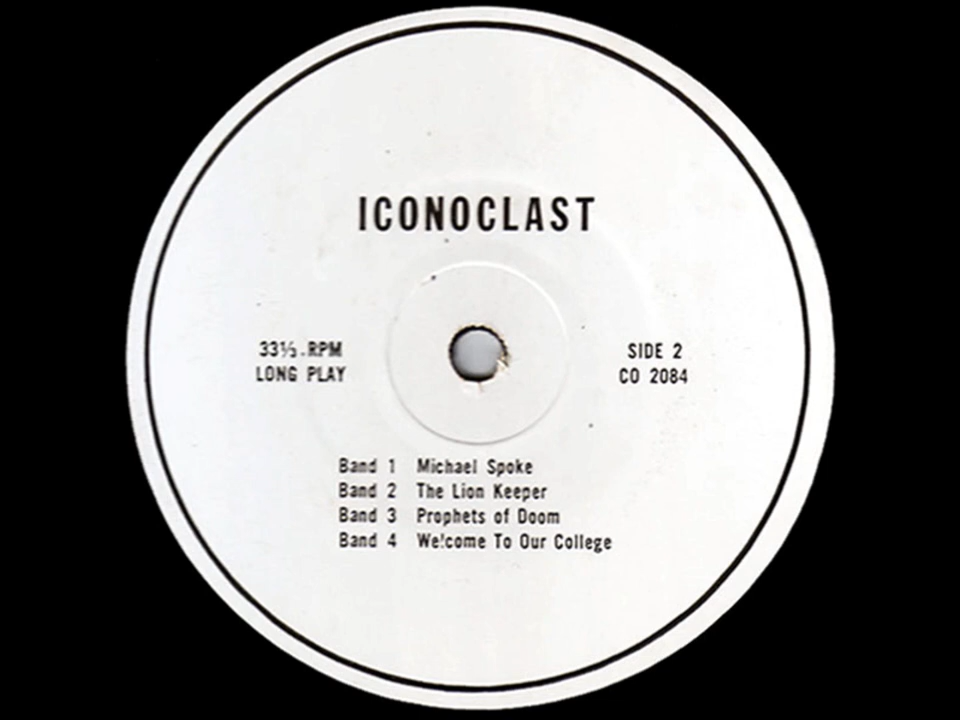 ICONOCLAST
33⅓ . RPM
LONG PLAY
SIDE 2
CO 2084
Band 1 Michael Spoke
Band 2 The Lion Keeper
Band 3 Prophets of Doom
Band 4 Welcome To Our College